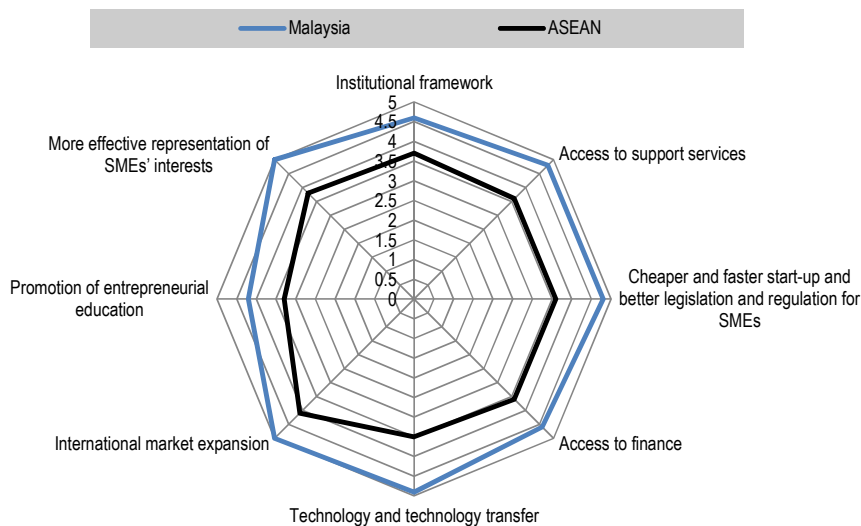 Malaysia
ASEAN
Institutional framework
5
4.5
4
3.5
3
2.5
2
1.5
1
0.5
0
Access to support services
Cheaper and faster start-up and
better legislation and regulation for
SMEs
Access to finance
Technology and technology transfer
International market expansion
Promotion of entrepreneurial
education
More effective representation of
SMEs' interests